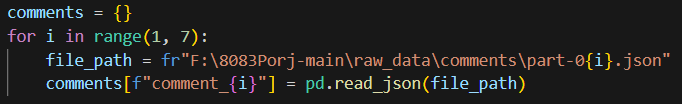 comments = {}
for i in range(1, 7):
    file_path = fr"F:\8083Porj-main\raw_data\comments\part-0{i}.json"
    comments[f"comment_{i}"] = pd.read_json(file_path)